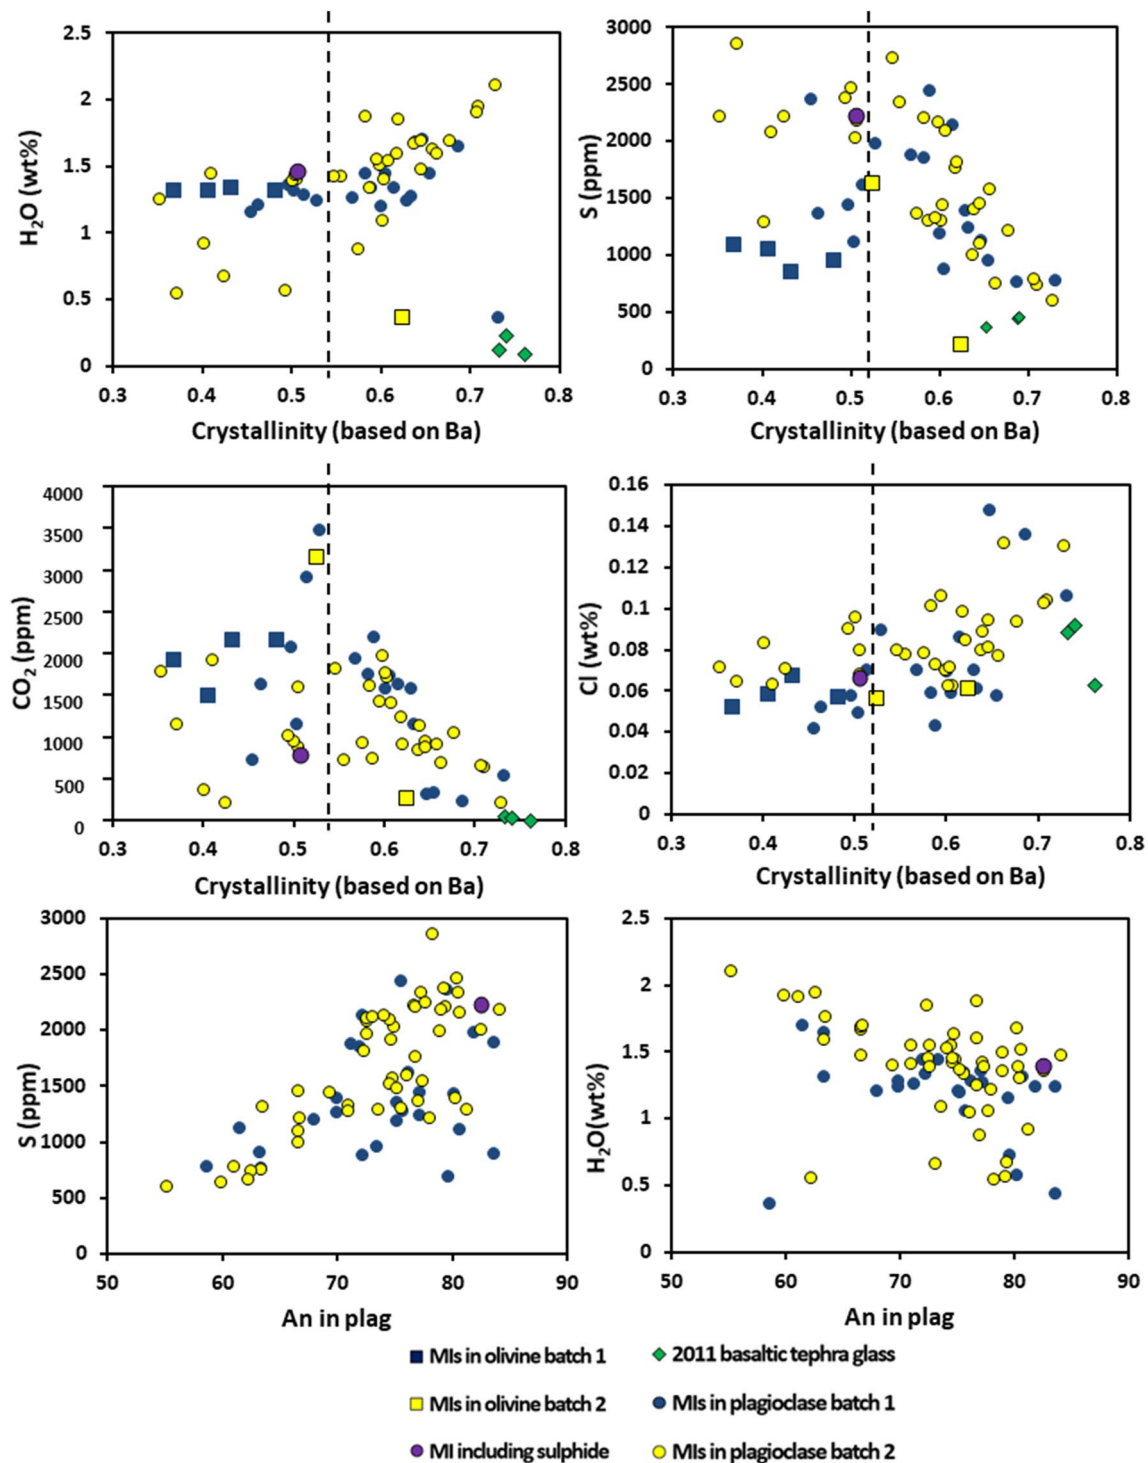 2.5
2
1.5
1
0.5
0
H₂O (wt%)
0.3 0.4 0.5 0.6 0.7 0.8
Crystallinity (based on Ba)
3000
2500
2000
1500
1000
500
0
S (ppm)
0.3 0.4 0.5 0.6 0.7 0.8
Crystallinity (based on Ba)
4000
3500
3000
2500
2000
1500
1000
500
0
CO₂ (ppm)
0.3 0.4 0.5 0.6 0.7 0.8
Crystallinity (based on Ba)
0.16
0.14
0.12
0.1
0.08
0.06
0.04
0.02
0
Cl (wt%)
0.3 0.4 0.5 0.6 0.7 0.8
Crystallinity (based on Ba)
3000
2500
2000
1500
1000
500
0
S (ppm)
50 60 70 80 90
An in plag
2.5
2
1.5
1
0.5
0
H₂O(wt%)
50 60 70 80 90
An in plag
MIs in olivine batch 1
2011 basaltic tephra glass
MIs in olivine batch 2
MIs in plagioclase batch 1
MI including sulphide
MIs in plagioclase batch 2